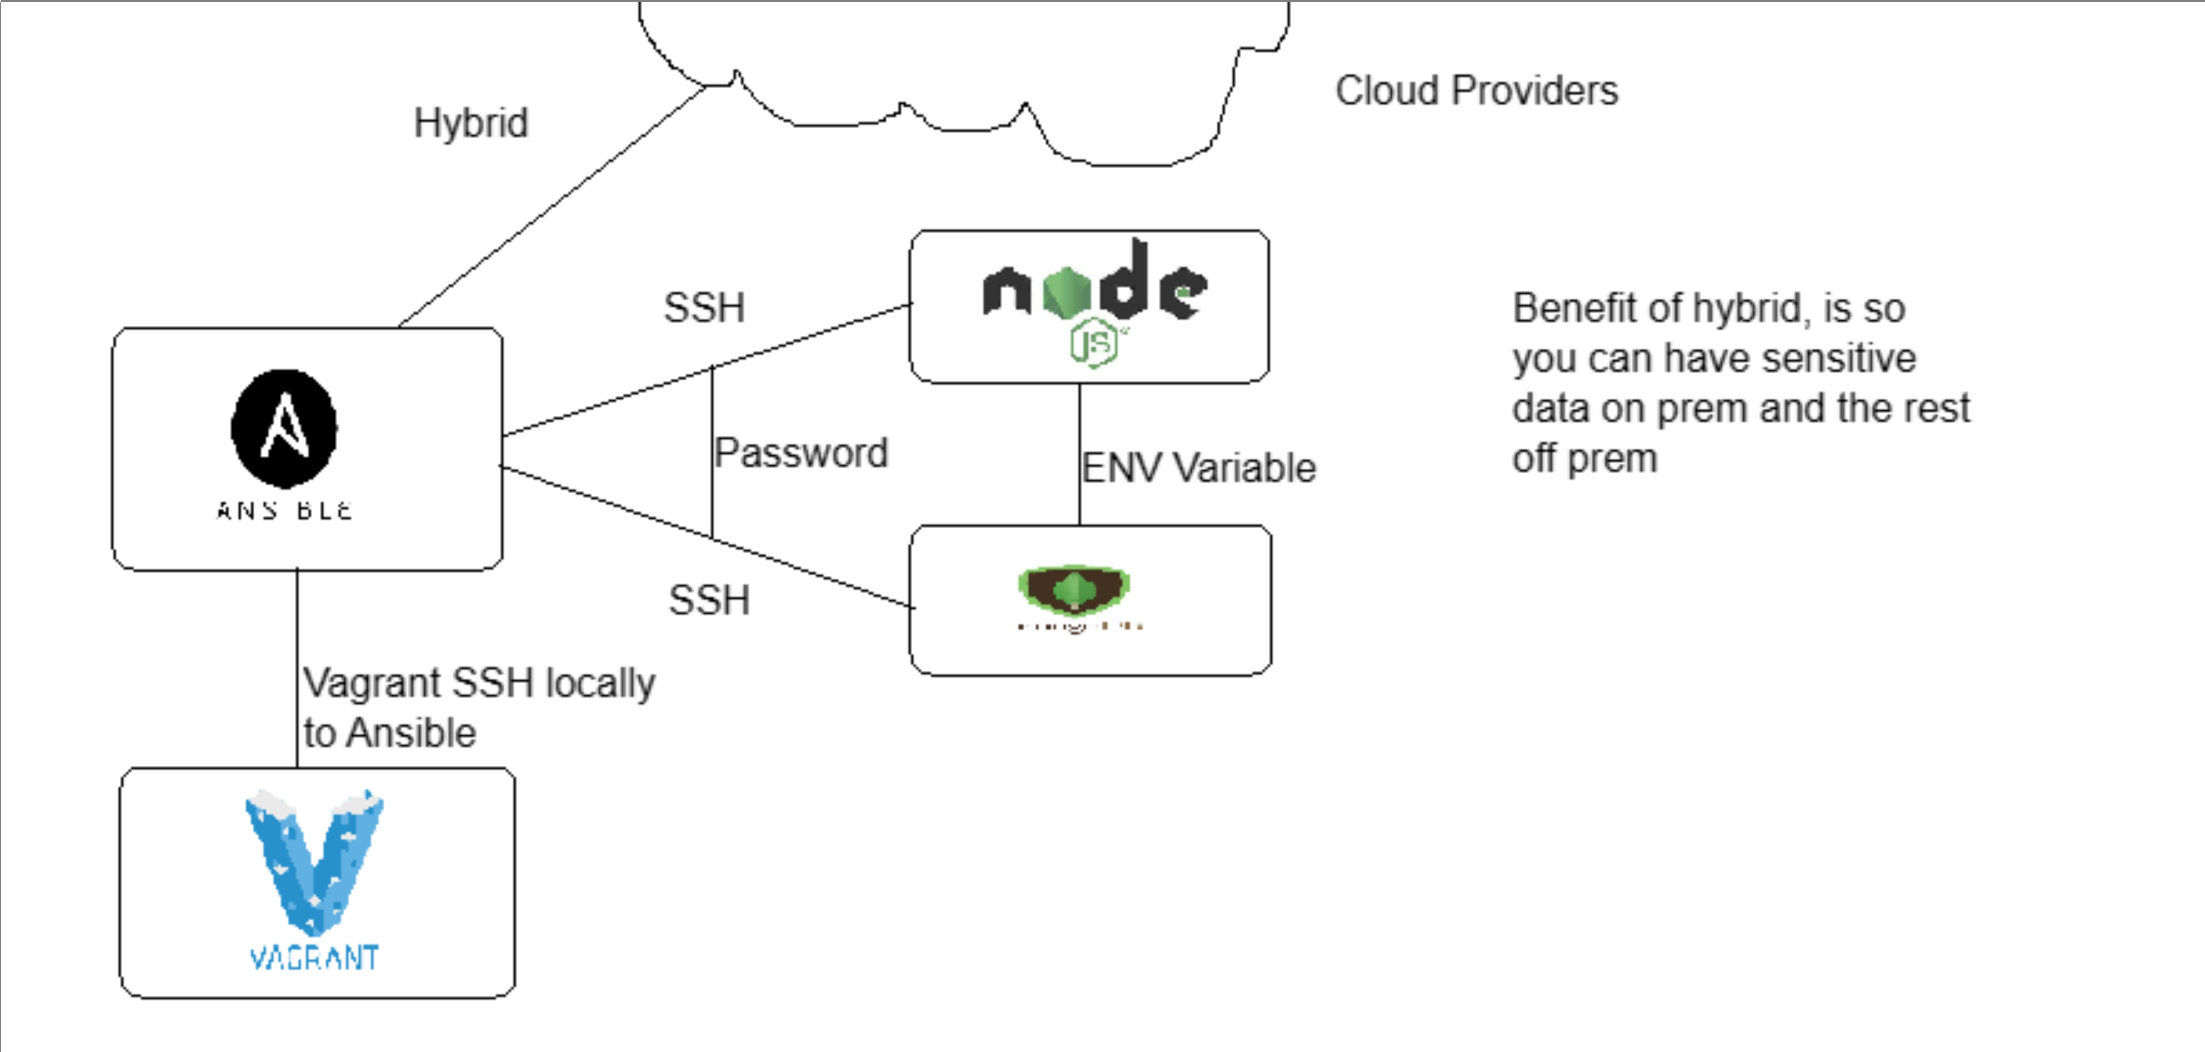 Cloud Providers
Hybrid
SSH
node
JS
Benefit of hybrid, is so
you can have sensitive
data on prem and the rest
off prem
Password
ENV Variable
ANSIBLE
SSH
Vagrant SSH locally
to Ansible
VAGRANT